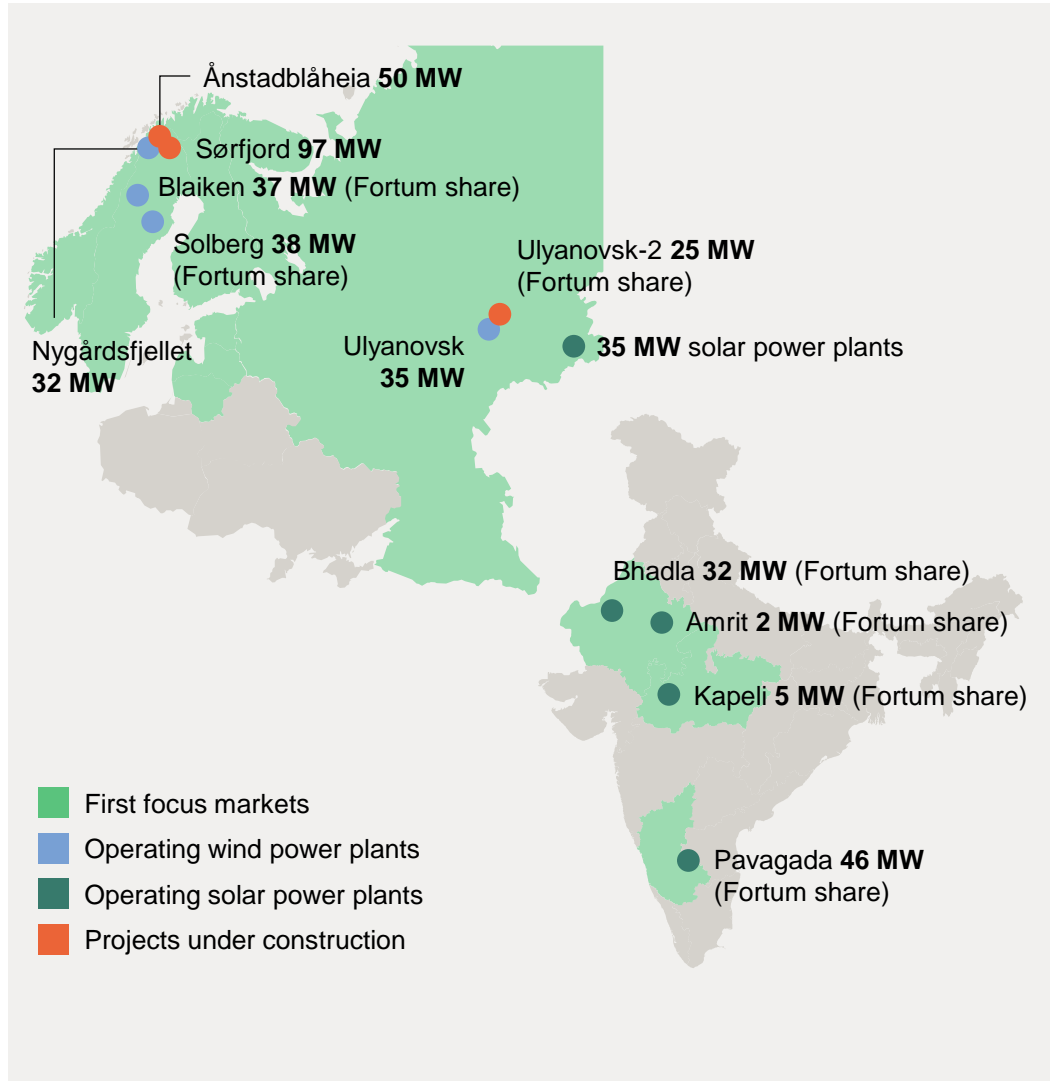 Ånstadblåheia 50 MW
Sørfjord 97 MW
Blaiken 37 MW (Fortum share)
Solberg 38 MW
(Fortum share)
Nygårdsfjellet
32 MW
Ulyanovsk-2 25 MW
(Fortum share)
Ulyanovsk
35 MW
35 MW solar power plants
Bhadla 32 MW (Fortum share)
Amrit 2 MW (Fortum share)
Kapeli 5 MW (Fortum share)
Pavagada 46 MW
(Fortum share)
First focus markets
Operating wind power plants
Operating solar power plants
Projects under construction